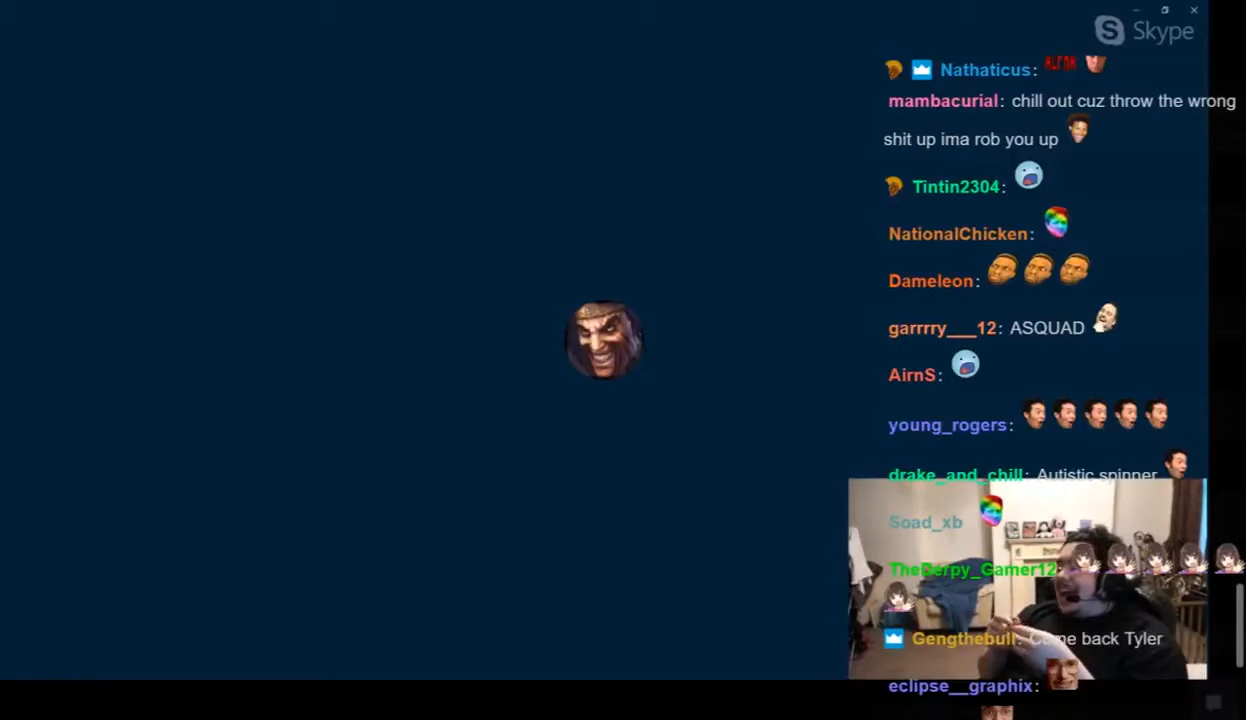 Skype
Nathaticus:
mambacurial: chill out cuz throw the wrong
shit up ima rob you up
Tintin2304:
NationalChicken:
Dameleon:
garrrry___12: ASQUAD
AirnS:
young_rogers:
drake_and_chill: Autistic spinner
Soad_xb
TheDerpy_Gamer12
Gengthebull: Come back Tyler
eclipse__graphix: